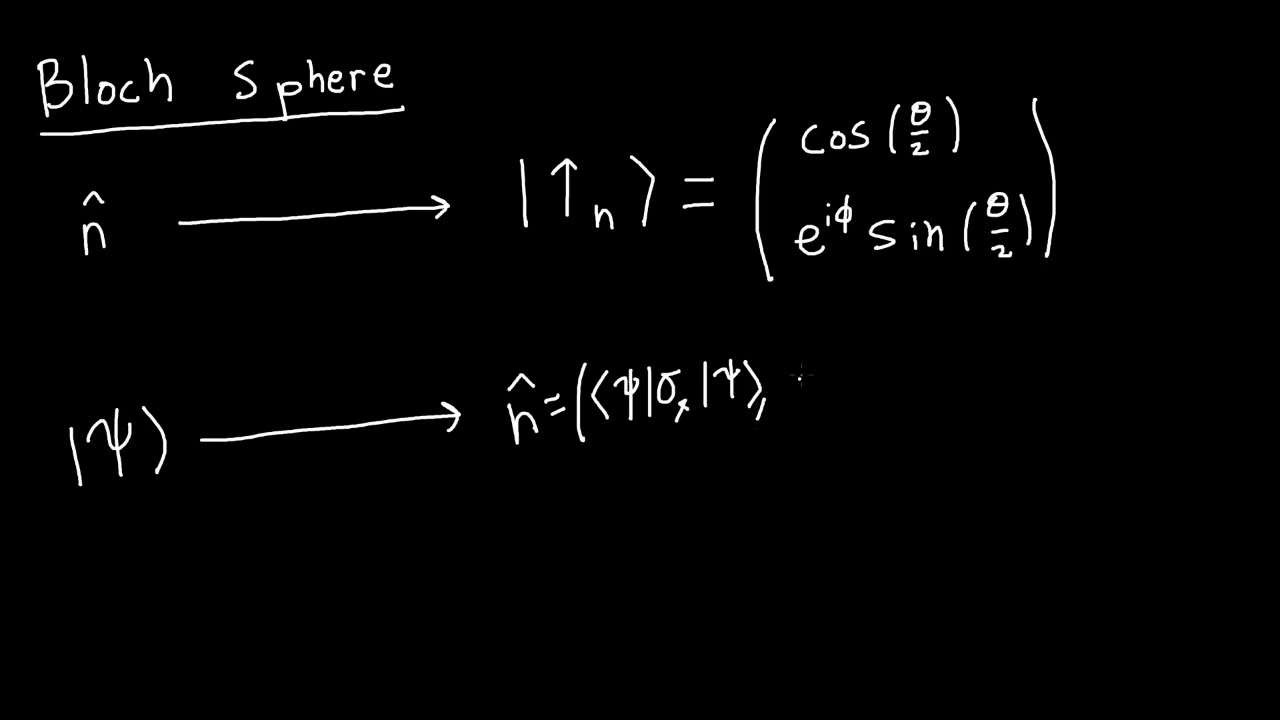 Bloch Sphere
n̂ ⟶ |↑ₙ⟩ = ( cos(θ/2)
e^{iφ} sin(θ/2) )
|ψ⟩ ⟶ n̂ = (⟨ψ|σₓ|ψ⟩,